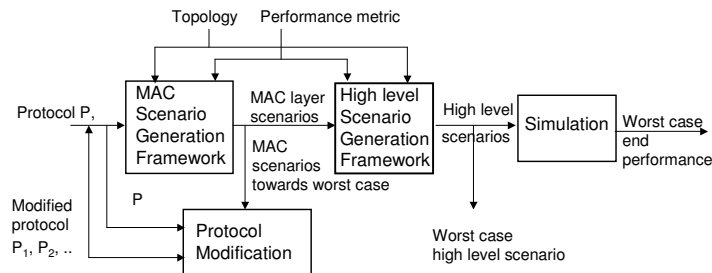 Topology
Performance metric
Protocol P,
MAC
Scenario
Generation
Framework
MAC layer
scenarios
High level
Scenario
Generation
Framework
High level
scenarios
Simulation
Worst case
end
performance
MAC
scenarios
towards worst case
P
Modified
protocol
P₁, P₂, ..
Protocol
Modification
Worst case
high level scenario